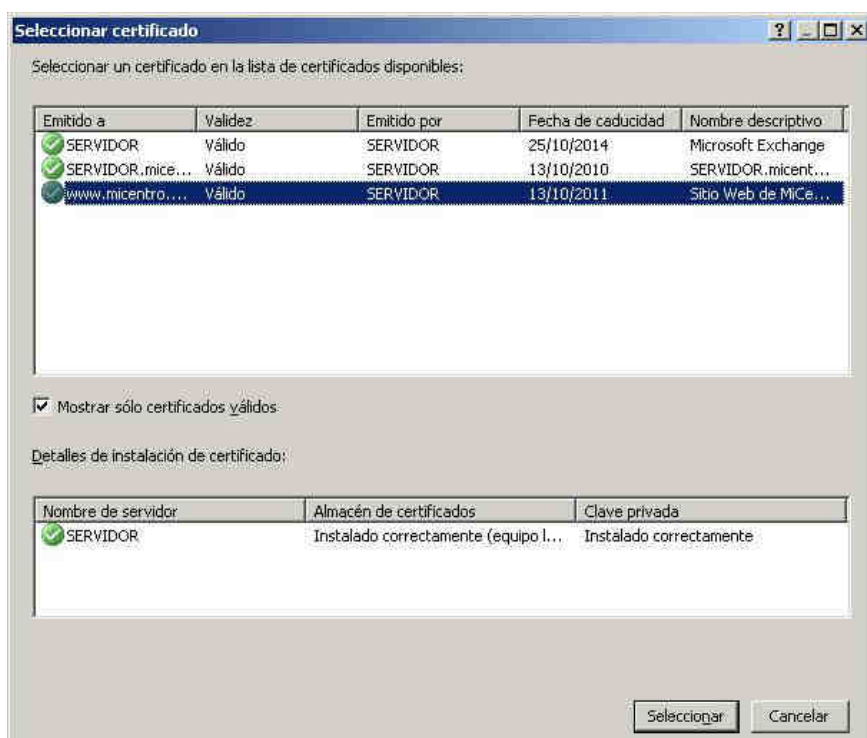 Seleccionar certificado
Seleccionar un certificado en la lista de certificados disponibles:
Emitido a Validez Emitido por Fecha de caducidad Nombre descriptivo
SERVIDOR Válido SERVIDOR 25/10/2014 Microsoft Exchange
SERVIDOR.mice... Válido SERVIDOR 13/10/2010 SERVIDOR.micent...
www.micentro.... Válido SERVIDOR 13/10/2011 Sitio Web de MiCe...
Mostrar sólo certificados válidos
Detalles de instalación de certificado:
Nombre de servidor Almacén de certificados Clave privada
SERVIDOR Instalado correctamente (equipo l... Instalado correctamente
Seleccionar Cancelar